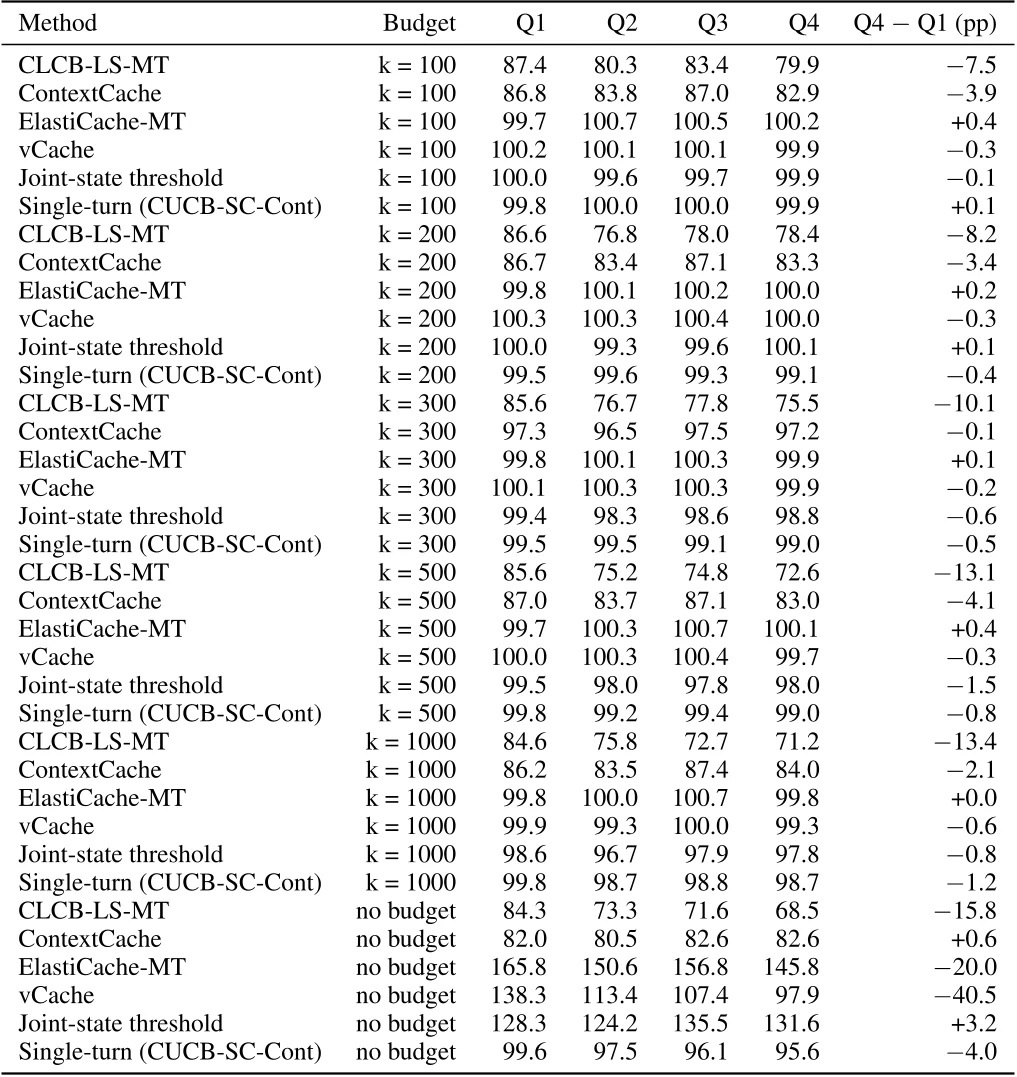 Method Budget Q1 Q2 Q3 Q4 Q4 − Q1 (pp)
CLCB-LS-MT k = 100 87.4 80.3 83.4 79.9 −7.5
ContextCache k = 100 86.8 83.8 87.0 82.9 −3.9
ElastiCache-MT k = 100 99.7 100.7 100.5 100.2 +0.4
vCache k = 100 100.2 100.1 100.1 99.9 −0.3
Joint-state threshold k = 100 100.0 99.6 99.7 99.9 −0.1
Single-turn (CUCB-SC-Cont) k = 100 99.8 100.0 100.0 99.9 +0.1
CLCB-LS-MT k = 200 86.6 76.8 78.0 78.4 −8.2
ContextCache k = 200 86.7 83.4 87.1 83.3 −3.4
ElastiCache-MT k = 200 99.8 100.1 100.2 100.0 +0.2
vCache k = 200 100.3 100.3 100.4 100.0 −0.3
Joint-state threshold k = 200 100.0 99.3 99.6 100.1 +0.1
Single-turn (CUCB-SC-Cont) k = 200 99.5 99.6 99.3 99.1 −0.4
CLCB-LS-MT k = 300 85.6 76.7 77.8 75.5 −10.1
ContextCache k = 300 97.3 96.5 97.5 97.2 −0.1
ElastiCache-MT k = 300 99.8 100.1 100.3 99.9 +0.1
vCache k = 300 100.1 100.3 100.3 99.9 −0.2
Joint-state threshold k = 300 99.4 98.3 98.6 98.8 −0.6
Single-turn (CUCB-SC-Cont) k = 300 99.5 99.5 99.1 99.0 −0.5
CLCB-LS-MT k = 500 85.6 75.2 74.8 72.6 −13.1
ContextCache k = 500 87.0 83.7 87.1 83.0 −4.1
ElastiCache-MT k = 500 99.7 100.3 100.7 100.1 +0.4
vCache k = 500 100.0 100.3 100.4 99.7 −0.3
Joint-state threshold k = 500 99.5 98.0 97.8 98.0 −1.5
Single-turn (CUCB-SC-Cont) k = 500 99.8 99.2 99.4 99.0 −0.8
CLCB-LS-MT k = 1000 84.6 75.8 72.7 71.2 −13.4
ContextCache k = 1000 86.2 83.5 87.4 84.0 −2.1
ElastiCache-MT k = 1000 99.8 100.0 100.7 99.8 +0.0
vCache k = 1000 99.9 99.3 100.0 99.3 −0.6
Joint-state threshold k = 1000 98.6 96.7 97.9 97.8 −0.8
Single-turn (CUCB-SC-Cont) k = 1000 99.8 98.7 98.8 98.7 −1.2
CLCB-LS-MT no budget 84.3 73.3 71.6 68.5 −15.8
ContextCache no budget 82.0 80.5 82.6 82.6 +0.6
ElastiCache-MT no budget 165.8 150.6 156.8 145.8 −20.0
vCache no budget 138.3 113.4 107.4 97.9 −40.5
Joint-state threshold no budget 128.3 124.2 135.5 131.6 +3.2
Single-turn (CUCB-SC-Cont) no budget 99.6 97.5 96.1 95.6 −4.0